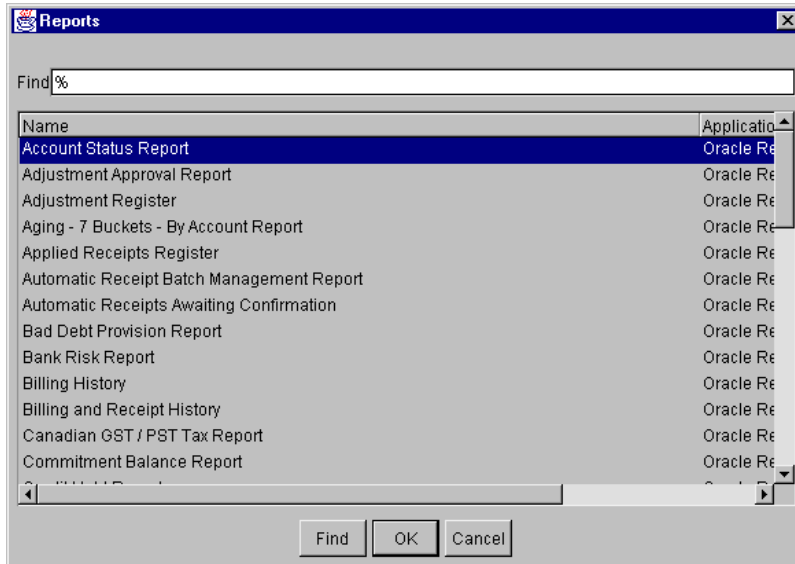 Reports
Find %
Name Applicatio
Account Status Report Oracle Re
Adjustment Approval Report Oracle Re
Adjustment Register Oracle Re
Aging - 7 Buckets - By Account Report Oracle Re
Applied Receipts Register Oracle Re
Automatic Receipt Batch Management Report Oracle Re
Automatic Receipts Awaiting Confirmation Oracle Re
Bad Debt Provision Report Oracle Re
Bank Risk Report Oracle Re
Billing History Oracle Re
Billing and Receipt History Oracle Re
Canadian GST / PST Tax Report Oracle Re
Commitment Balance Report Oracle Re
Find OK Cancel